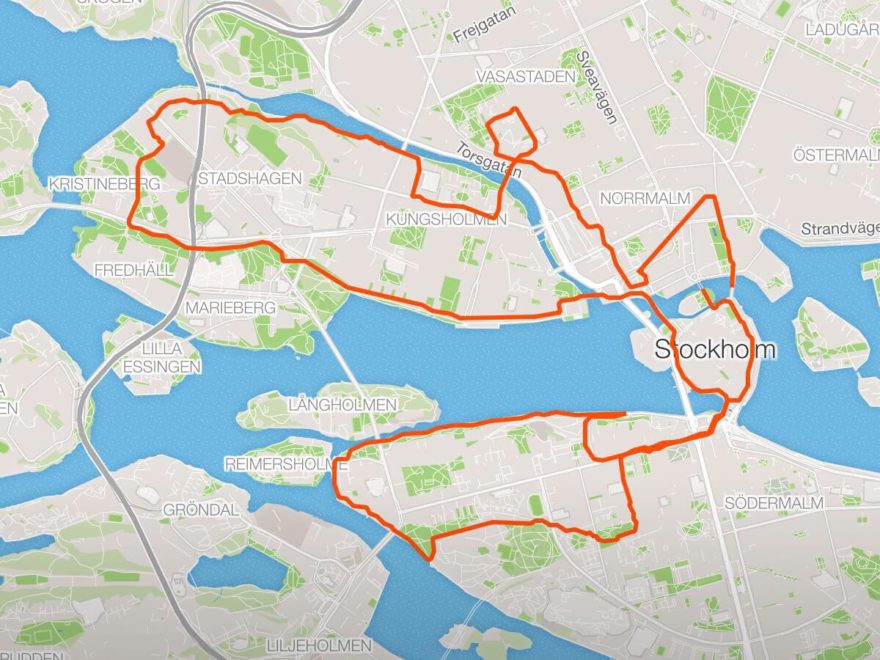 Frejgatan
Sveavägen
VASASTADEN
LADUGÅR
ÖSTERMALM
Torsgatan
KRISTINEBERG
STADSHAGEN
NORRMALM
KUNGSHOLMEN
Strandväge
FREDHÄLL
MARIEBERG
LILLA
ESSINGEN
Stockholm
LÅNGHOLMEN
REIMERSHOLME
GRÖNDAL
SÖDERMALM
LILJEHOLMEN